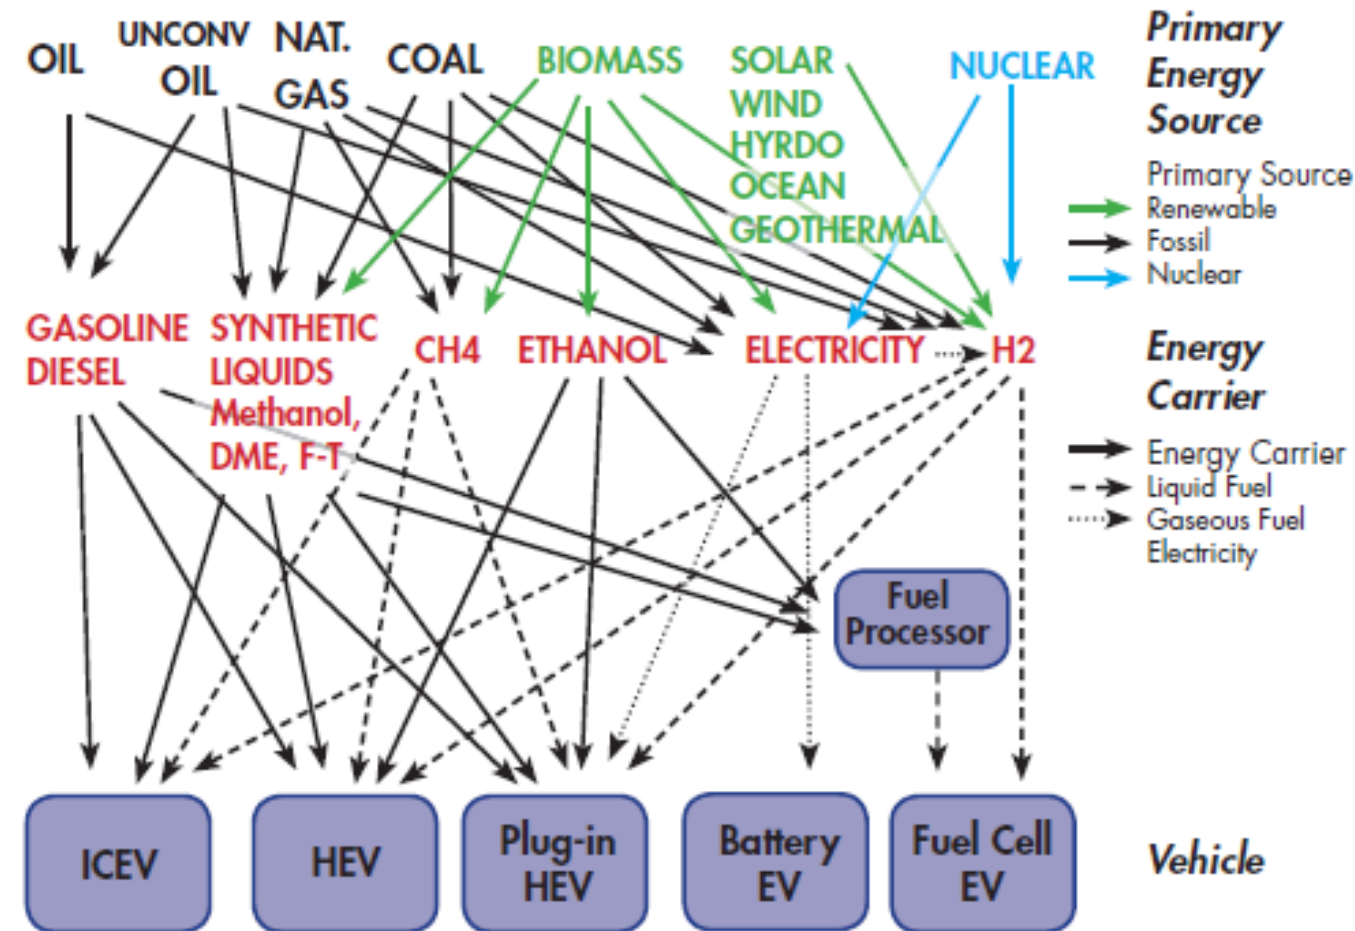 OIL
UNCONV
OIL
NAT.
GAS
COAL
BIOMASS
SOLAR
WIND
HYRDO
OCEAN
GEOTHERMAL
NUCLEAR
Primary
Energy
Source
Primary Source
Renewable
Fossil
Nuclear
GASOLINE
DIESEL
SYNTHETIC
LIQUIDS
Methanol,
DME, F-T
CH4
ETHANOL
ELECTRICITY
H2
Energy
Carrier
Energy Carrier
Liquid Fuel
Gaseous Fuel
Electricity
Fuel
Processor
ICEV
HEV
Plug-in
HEV
Battery
EV
Fuel Cell
EV
Vehicle